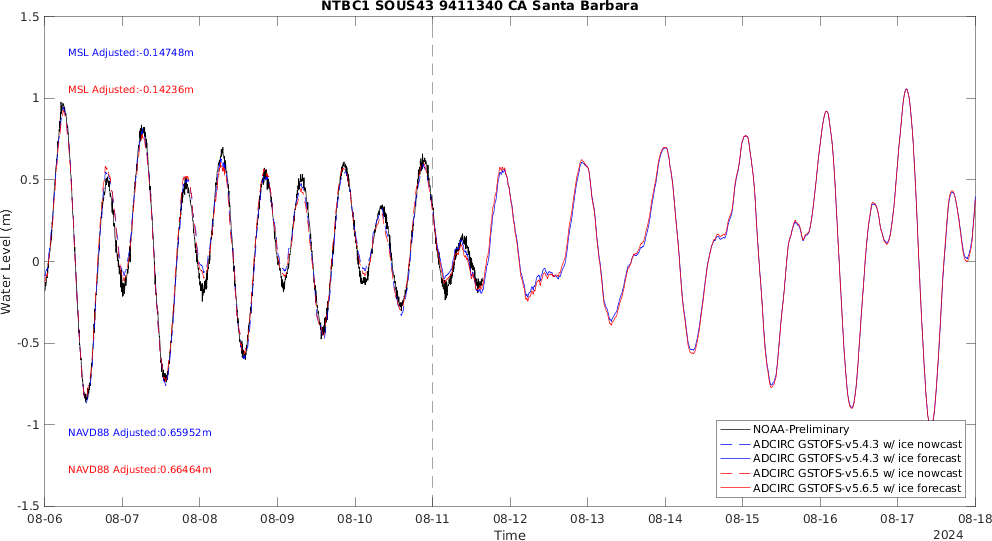 NTBC1 SOUS43 9411340 CA Santa Barbara
1.5
1
0.5
0
-0.5
-1
-1.5
Water Level (m)
MSL Adjusted:-0.14748m
MSL Adjusted:-0.14236m
NAVD88 Adjusted:0.65952m
NAVD88 Adjusted:0.66464m
NOAA-Preliminary
ADCIRC GSTOFS-v5.4.3 w/ ice nowcast
ADCIRC GSTOFS-v5.4.3 w/ ice forecast
ADCIRC GSTOFS-v5.6.5 w/ ice nowcast
ADCIRC GSTOFS-v5.6.5 w/ ice forecast
08-06 08-07 08-08 08-09 08-10 08-11 08-12 08-13 08-14 08-15 08-16 08-17 08-18
Time
2024